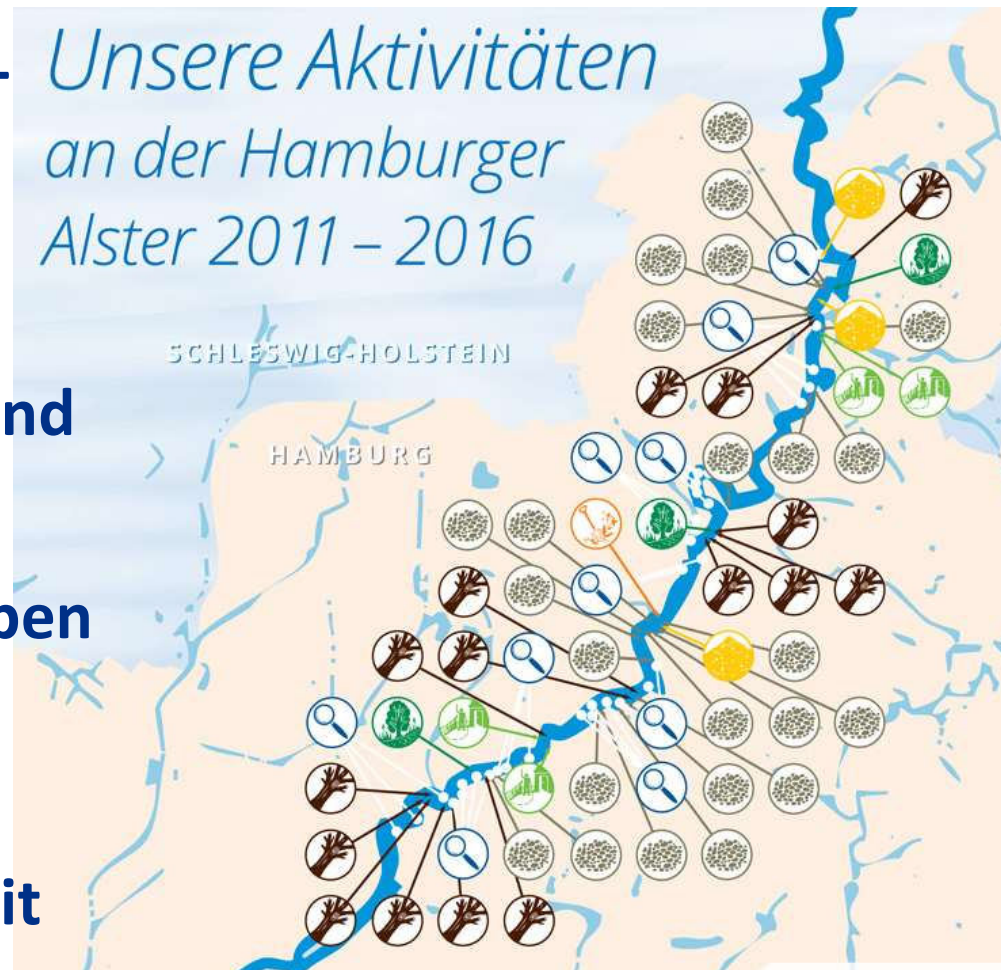 Unsere Aktivitäten
an der Hamburger
Alster 2011 – 2016
SCHLESWIG-HOLSTEIN
nd
HAMBURG
ben
it